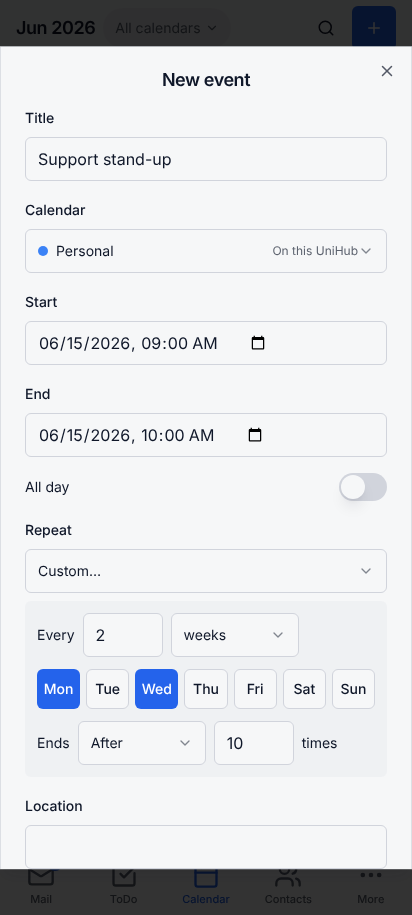 Jun 2026 All calendars
New event
Title
Support stand-up
Calendar
Personal On this UniHub
Start
06/15/2026, 09:00 AM
End
06/15/2026, 10:00 AM
All day
Repeat
Custom...
Every 2 weeks
Mon Tue Wed Thu Fri Sat Sun
Ends After 10 times
Location
Mail ToDo Calendar Contacts More